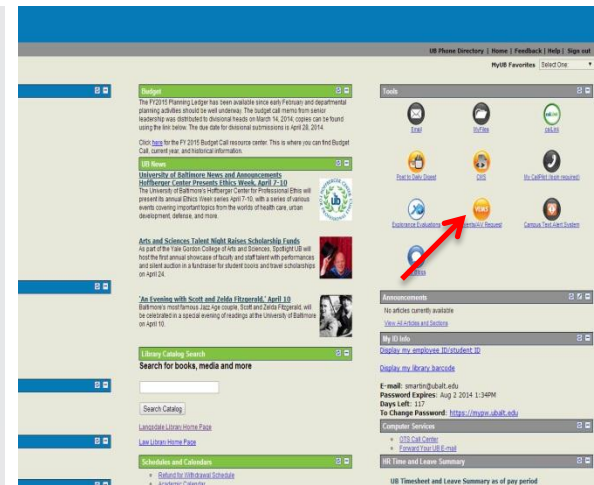 UB Phone Directory | Home | Feedback | Help | Sign out
MyUB Favorites Select One:
Budget
The FY2015 Planning Ledger has been available since early February and departmental
planning activities should be well underway. The budget call memo from senior
leadership was distributed to divisional heads on March 14, 2014; copies can be found
using the link below. The due date for divisional submissions is April 28, 2014.
Click here for the FY 2015 Budget Call resource center. This is where you can find Budget
Call, current year, and historical information.
UB News
University of Baltimore News and Announcements
Hoffberger Center Presents Ethics Week, April 7-10
The University of Baltimore's Hoffberger Center for Professional Ethics will
present its annual Ethics Week series April 7-10, with a series of various
events covering important topics from the worlds of health care, urban
development, defense, and more.
Arts and Sciences Talent Night Raises Scholarship Funds
As part of the Yale Gordon College of Arts and Sciences, Spotlight UB will
host the first annual showcase of faculty and staff talent with performances
and silent auction in a fundraiser for student books and travel scholarships
on April 24.
'An Evening with Scott and Zelda Fitzgerald,' April 10
Baltimore's most famous Jazz Age couple, Scott and Zelda Fitzgerald, will
be celebrated in a special evening of readings at the University of Baltimore
on April 10.
Library Catalog Search
Search for books, media and more
Search Catalog
Langsdale Library Home Page
Law Library Home Page
Schedules and Calendars
Refund for Withdrawal Schedule
Academic Calendar
Tools
Email
MyFiles
Post to Daily Digest
CMS
My CallPilot (login required)
Explorance Evaluations
Events/AV Request
Campus Text Alert System
Announcements
No articles currently available
View All Articles and Sections
My ID Info
Display my employee ID/student ID
Display my library barcode
E-mail: smartin@ubalt.edu
Password Expires: Aug 2 2014 1:34PM
Days Left: 117
To Change Password: https://mypw.ubalt.edu
Computer Services
OTS Call Center
Forward Your UB E-mail
HR Time and Leave Summary
UB Timesheet and Leave Summary as of pay period